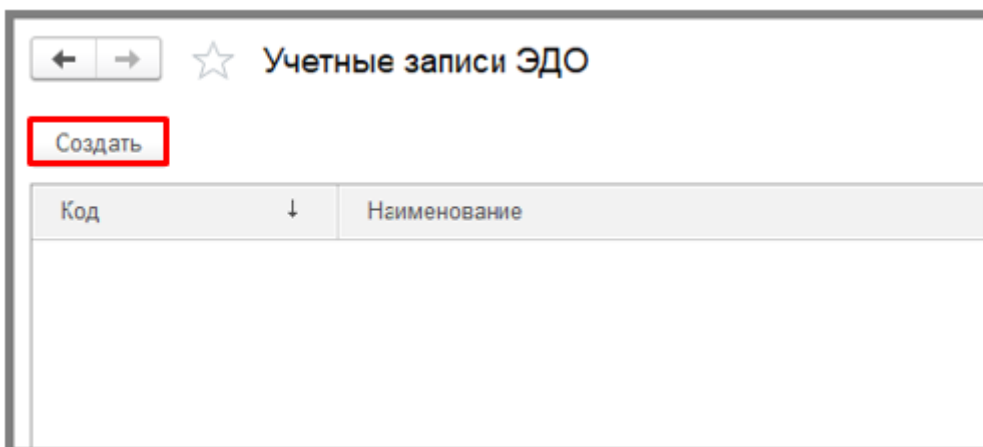 Учетные записи ЭДО
Создать
Код ↓ Наименование